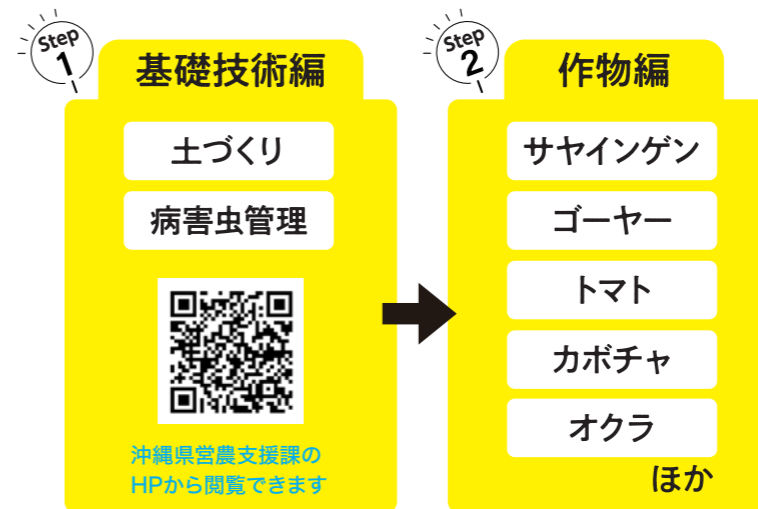 Step
1
基礎技術編
土づくり
病害虫管理
沖縄県営農支援課の
HPから閲覧できます
Step
2
作物編
サヤインゲン
ゴーヤー
トマト
カボチャ
オクラ
ほか